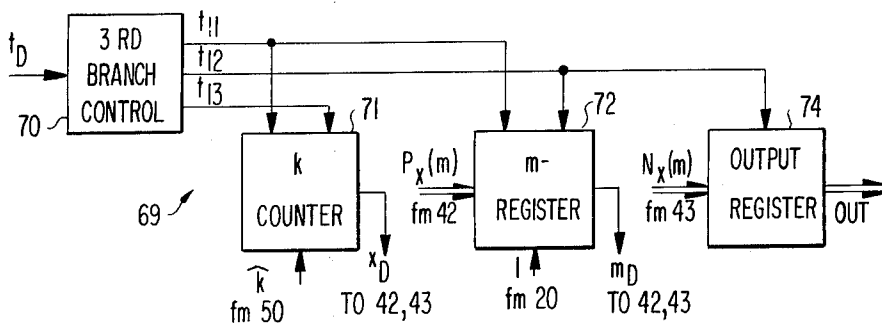 t_D
3 RD
BRANCH
CONTROL
70
t_11
t_12
t_13
71
72
74
k
COUNTER
P_x(m)
fm 42
m-
REGISTER
N_x(m)
fm 43
OUTPUT
REGISTER
OUT
69
k̂
fm 50
x_D
TO 42,43
I
fm 20
m_D
TO 42,43